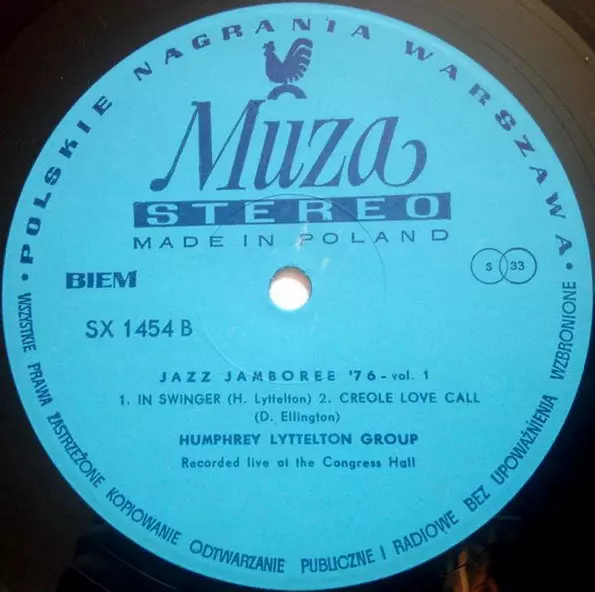 • POLSKIE NAGRANIA WARSZAWA •
Muza
STEREO
MADE IN POLAND
BIEM
S 33
SX 1454 B
JAZZ JAMBOREE '76 - vol. 1
1. IN SWINGER (H. Lyttelton) 2. CREOLE LOVE CALL
(D. Ellington)
HUMPHREY LYTTELTON GROUP
Recorded live at the Congress Hall
WSZYSTKIE PRAWA ZASTRZEŻONE KOPIOWANIE ODTWARZANIE PUBLICZNE I RADIOWE BEZ UPOWAŻNIENIA WZBRONIONE